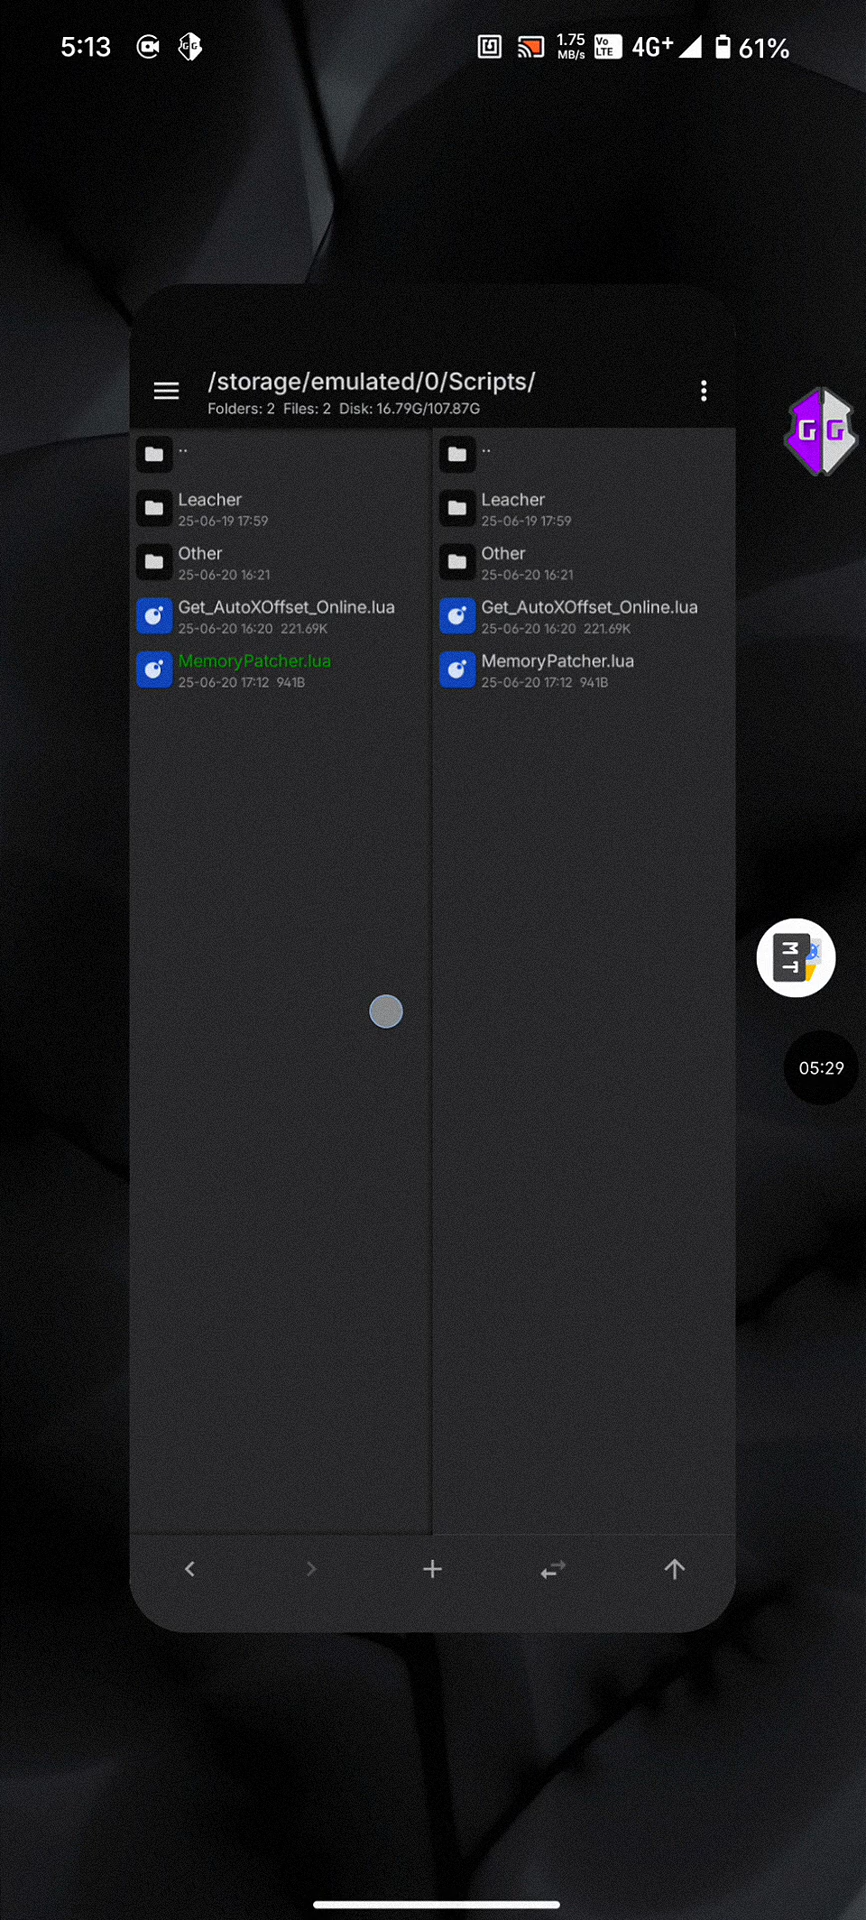 5:13
1.75
MB/s
Vo
LTE
4G+
61%
/storage/emulated/0/Scripts/
Folders: 2  Files: 2  Disk: 16.79G/107.87G
..
Leacher
25-06-19 17:59
Other
25-06-20 16:21
Get_AutoXOffset_Online.lua
25-06-20 16:20  221.69K
MemoryPatcher.lua
25-06-20 17:12  941B
..
Leacher
25-06-19 17:59
Other
25-06-20 16:21
Get_AutoXOffset_Online.lua
25-06-20 16:20  221.69K
MemoryPatcher.lua
25-06-20 17:12  941B
GG
MT
05:29